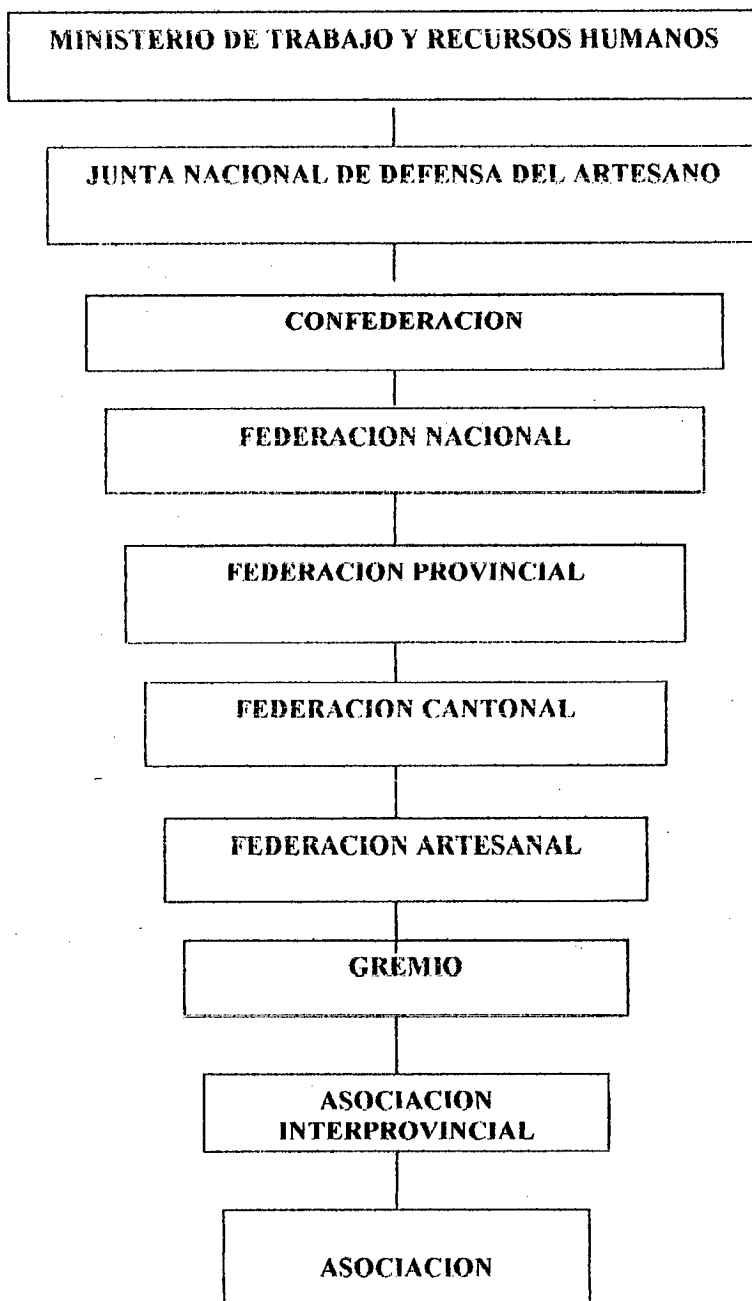 MINISTERIO DE TRABAJO Y RECURSOS HUMANOS
JUNTA NACIONAL DE DEFENSA DEL ARTESANO
CONFEDERACION
FEDERACION NACIONAL
FEDERACION PROVINCIAL
FEDERACION CANTONAL
FEDERACION ARTESANAL
GREMIO
ASOCIACION
INTERPROVINCIAL
ASOCIACION